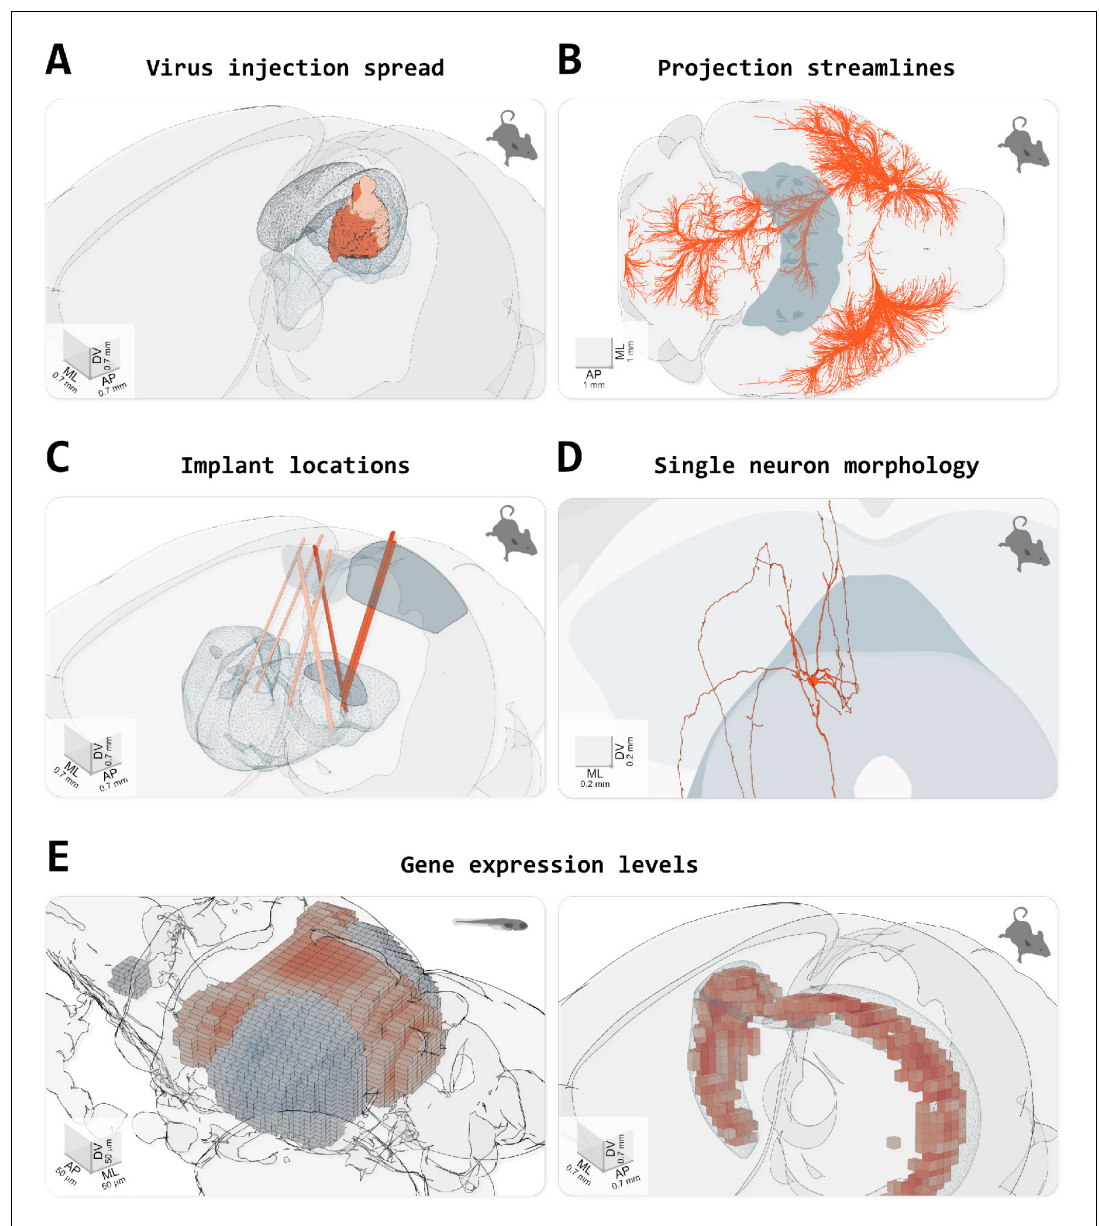 A
Virus injection spread
B
Projection streamlines
DV
0.7 mm
ML
0.7 mm
AP
0.7 mm
ML
1 mm
AP
1 mm
C
Implant locations
D
Single neuron morphology
DV
0.7 mm
ML
0.7 mm
AP
0.7 mm
DV
0.2 mm
ML
0.2 mm
E
Gene expression levels
DV
50 µm
AP
50 µm
ML
50 µm
DV
0.7 mm
ML
0.7 mm
AP
0.7 mm